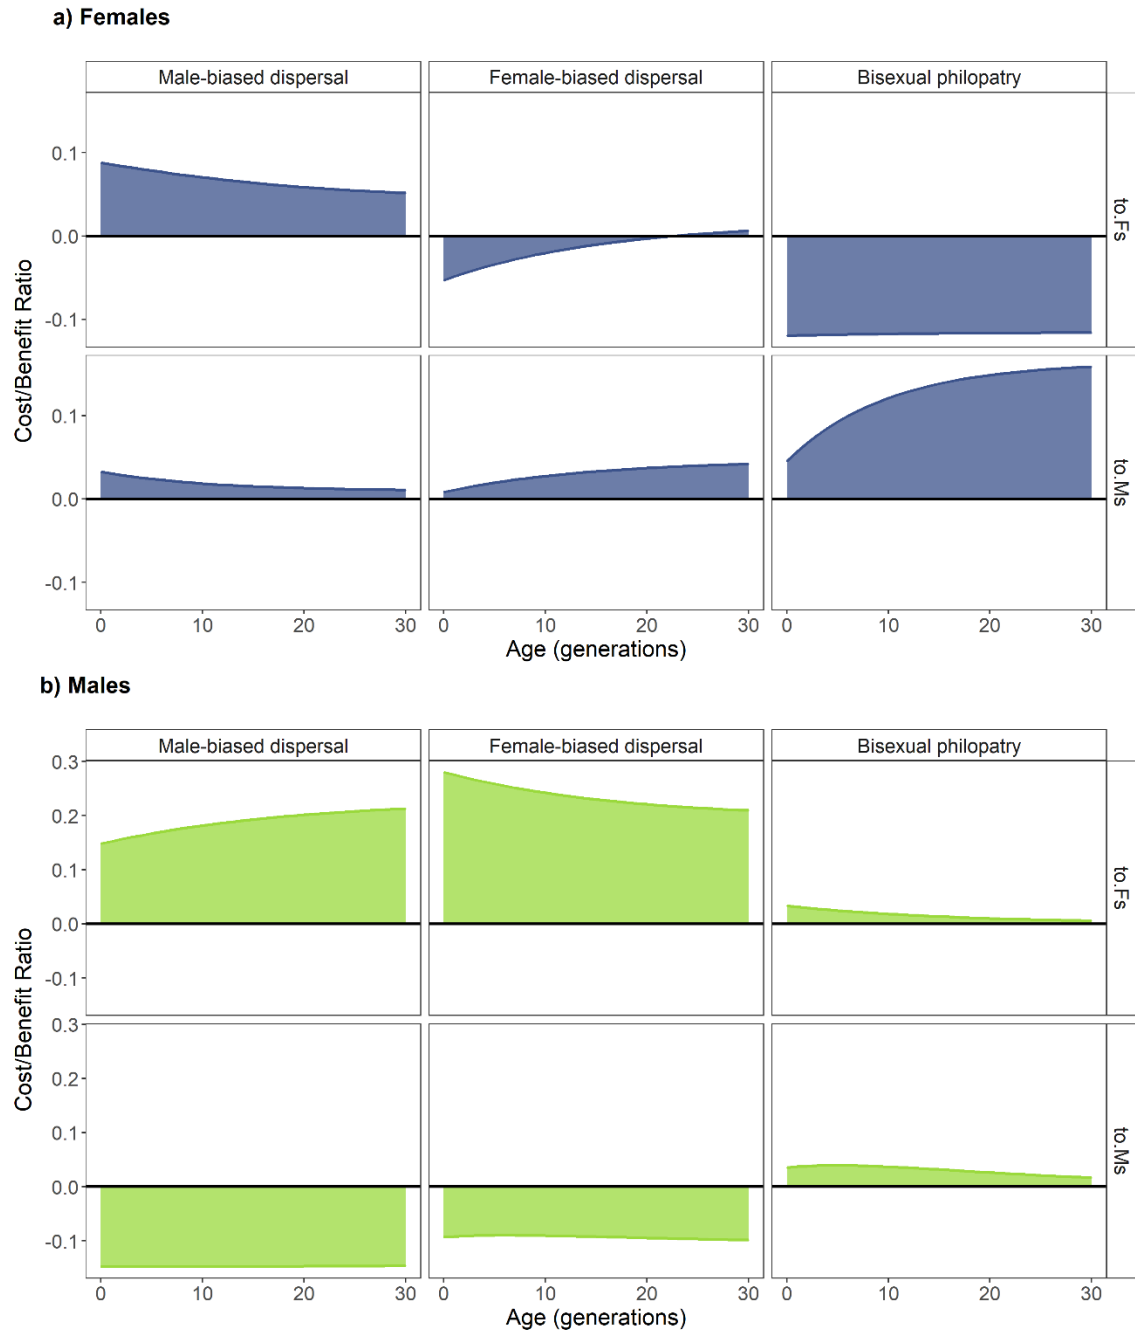 a) Females
Male-biased dispersal
Female-biased dispersal
Bisexual philopatry
0.1
0.0
-0.1
to.Fs
Cost/Benefit Ratio
0.1
0.0
-0.1
to.Ms
0 10 20 30
0 10 20 30
0 10 20 30
Age (generations)
b) Males
Male-biased dispersal
Female-biased dispersal
Bisexual philopatry
0.3
0.2
0.1
0.0
-0.1
to.Fs
Cost/Benefit Ratio
0.3
0.2
0.1
0.0
-0.1
to.Ms
0 10 20 30
0 10 20 30
0 10 20 30
Age (generations)